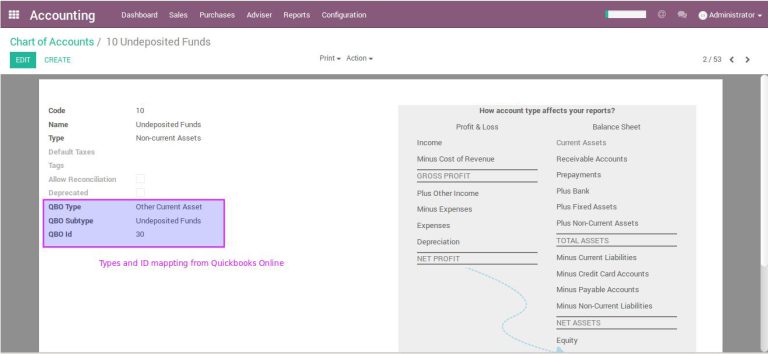 Accounting Dashboard Sales Purchases Adviser Reports Configuration @ Administrator
Chart of Accounts / 10 Undeposited Funds
EDIT CREATE Print Action 2 / 53
Code 10
Name Undeposited Funds
Type Non-current Assets
Default Taxes
Tags
Allow Reconciliation
Deprecated
QBO Type Other Current Asset
QBO Subtype Undeposited Funds
QBO Id 30
Types and ID mappting from Quickbooks Online
How account type affects your reports?
Profit & Loss
Income
Minus Cost of Revenue
GROSS PROFIT
Plus Other Income
Minus Expenses
Expenses
Depreciation
NET PROFIT
Balance Sheet
Current Assets
Receivable Accounts
Prepayments
Plus Bank
Plus Fixed Assets
Plus Non-Current Assets
TOTAL ASSETS
Minus Current Liabilities
Minus Credit Card Accounts
Minus Payable Accounts
Minus Non-Current Liabilities
NET ASSETS
Equity